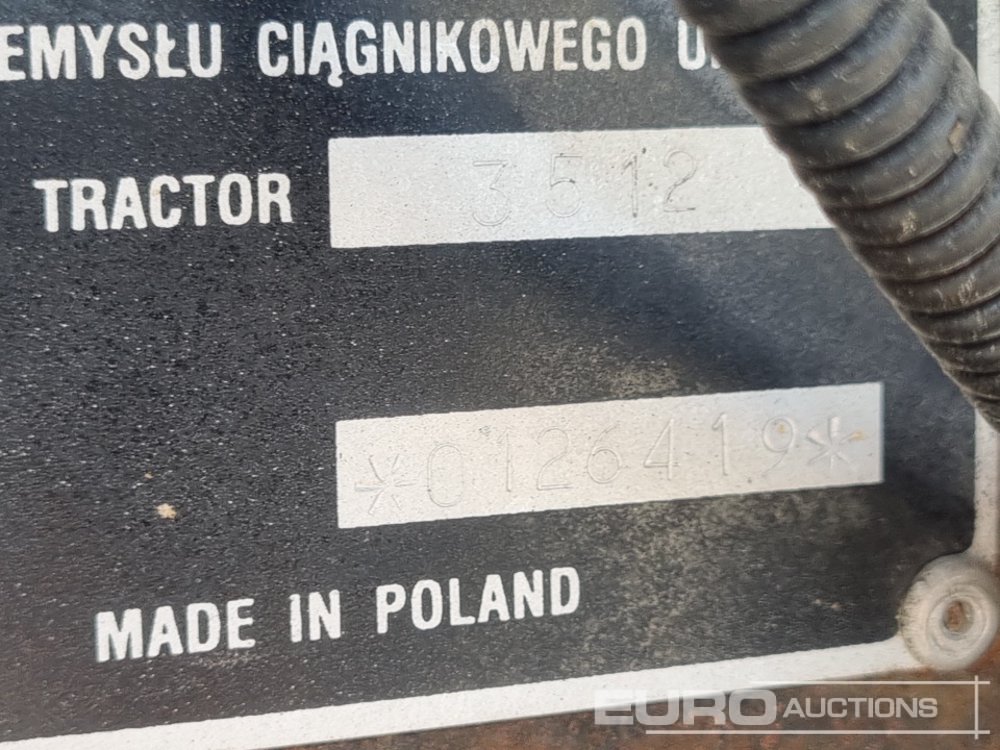 EMYSŁU CIĄGNIKOWEGO U
TRACTOR 3512
*0126419*
MADE IN POLAND
EURO AUCTIONS